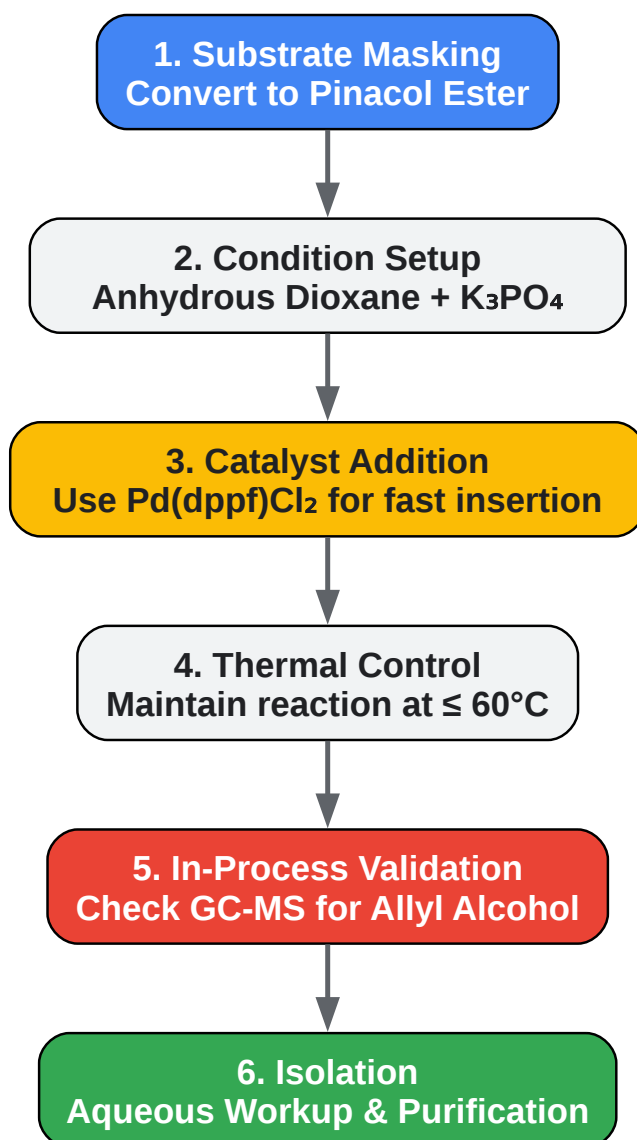 1. Substrate Masking
Convert to Pinacol Ester
2. Condition Setup
Anhydrous Dioxane + K₃PO₄
3. Catalyst Addition
Use Pd(dppf)Cl₂ for fast insertion
4. Thermal Control
Maintain reaction at ≤ 60°C
5. In-Process Validation
Check GC-MS for Allyl Alcohol
6. Isolation
Aqueous Workup & Purification